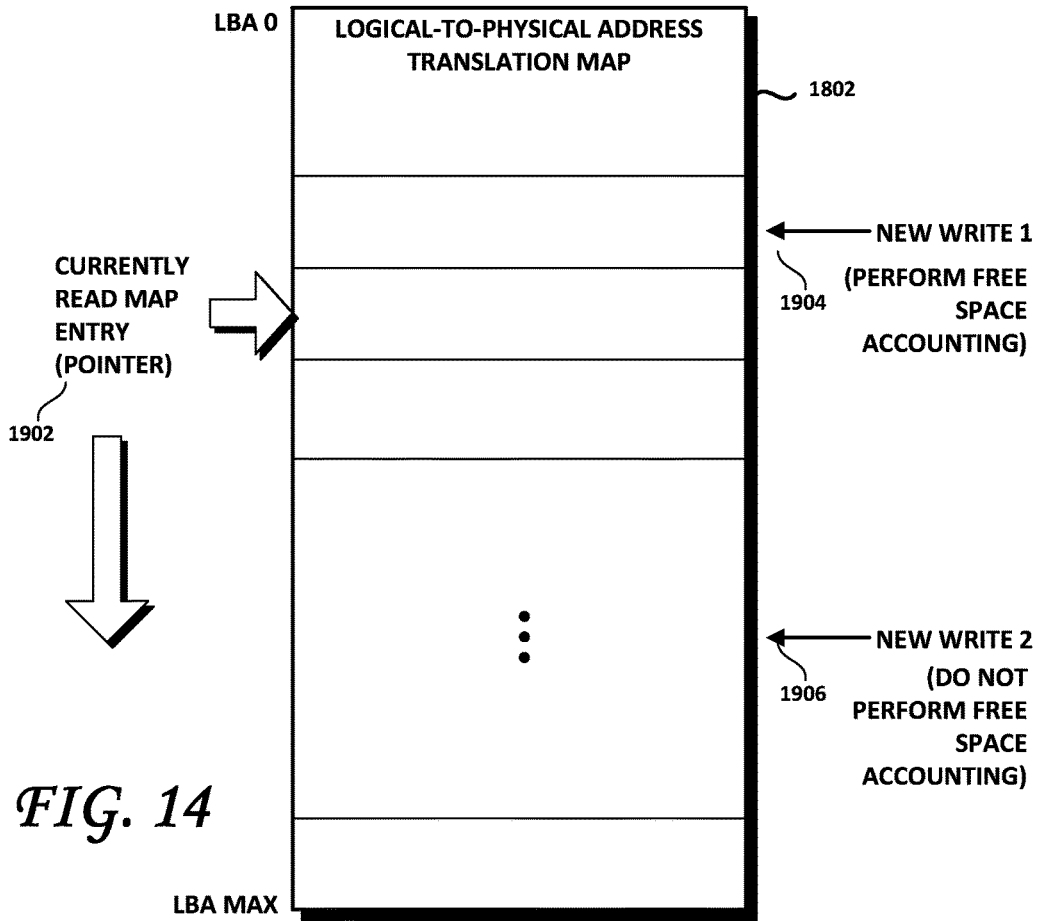 LBA 0
LOGICAL-TO-PHYSICAL ADDRESS
TRANSLATION MAP
1802
NEW WRITE 1
1904
(PERFORM FREE
SPACE
ACCOUNTING)
CURRENTLY
READ MAP
ENTRY
(POINTER)
1902
NEW WRITE 2
1906
(DO NOT
PERFORM FREE
SPACE
ACCOUNTING)
FIG. 14
LBA MAX